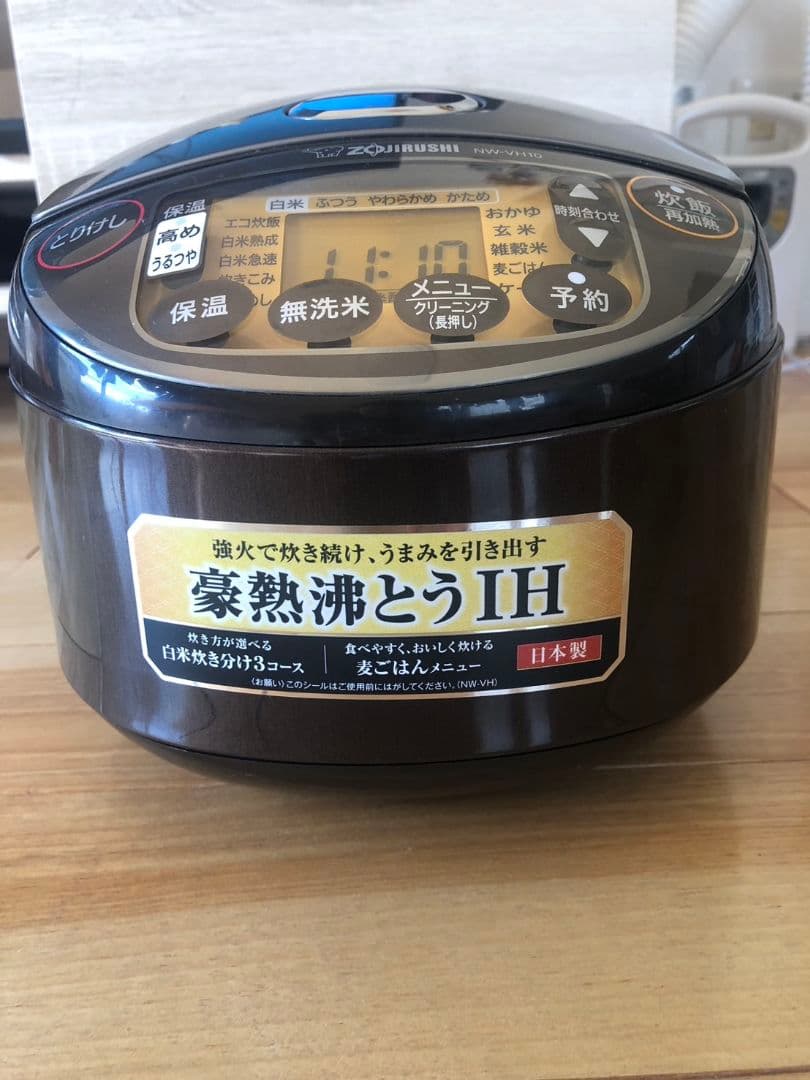 ZOJIRUSHI NW-VH10
とりけし
保温
高め
うるつや
白米 ふつう やわらかめ かため
エコ炊飯
白米熟成
白米急速
炊きこみ
おかゆ
玄米
雑穀米
麦ごはん
時刻合わせ
炊飯
再加熱
11:10
保温
無洗米
メニュー
クリーニング
(長押し)
予約
強火で炊き続け、うまみを引き出す
豪熱沸とうIH
炊き方が選べる
白米炊き分け3コース
食べやすく、おいしく炊ける
麦ごはんメニュー
日本製
(お願い)このシールはご使用前にはがしてください。(NW-VH)